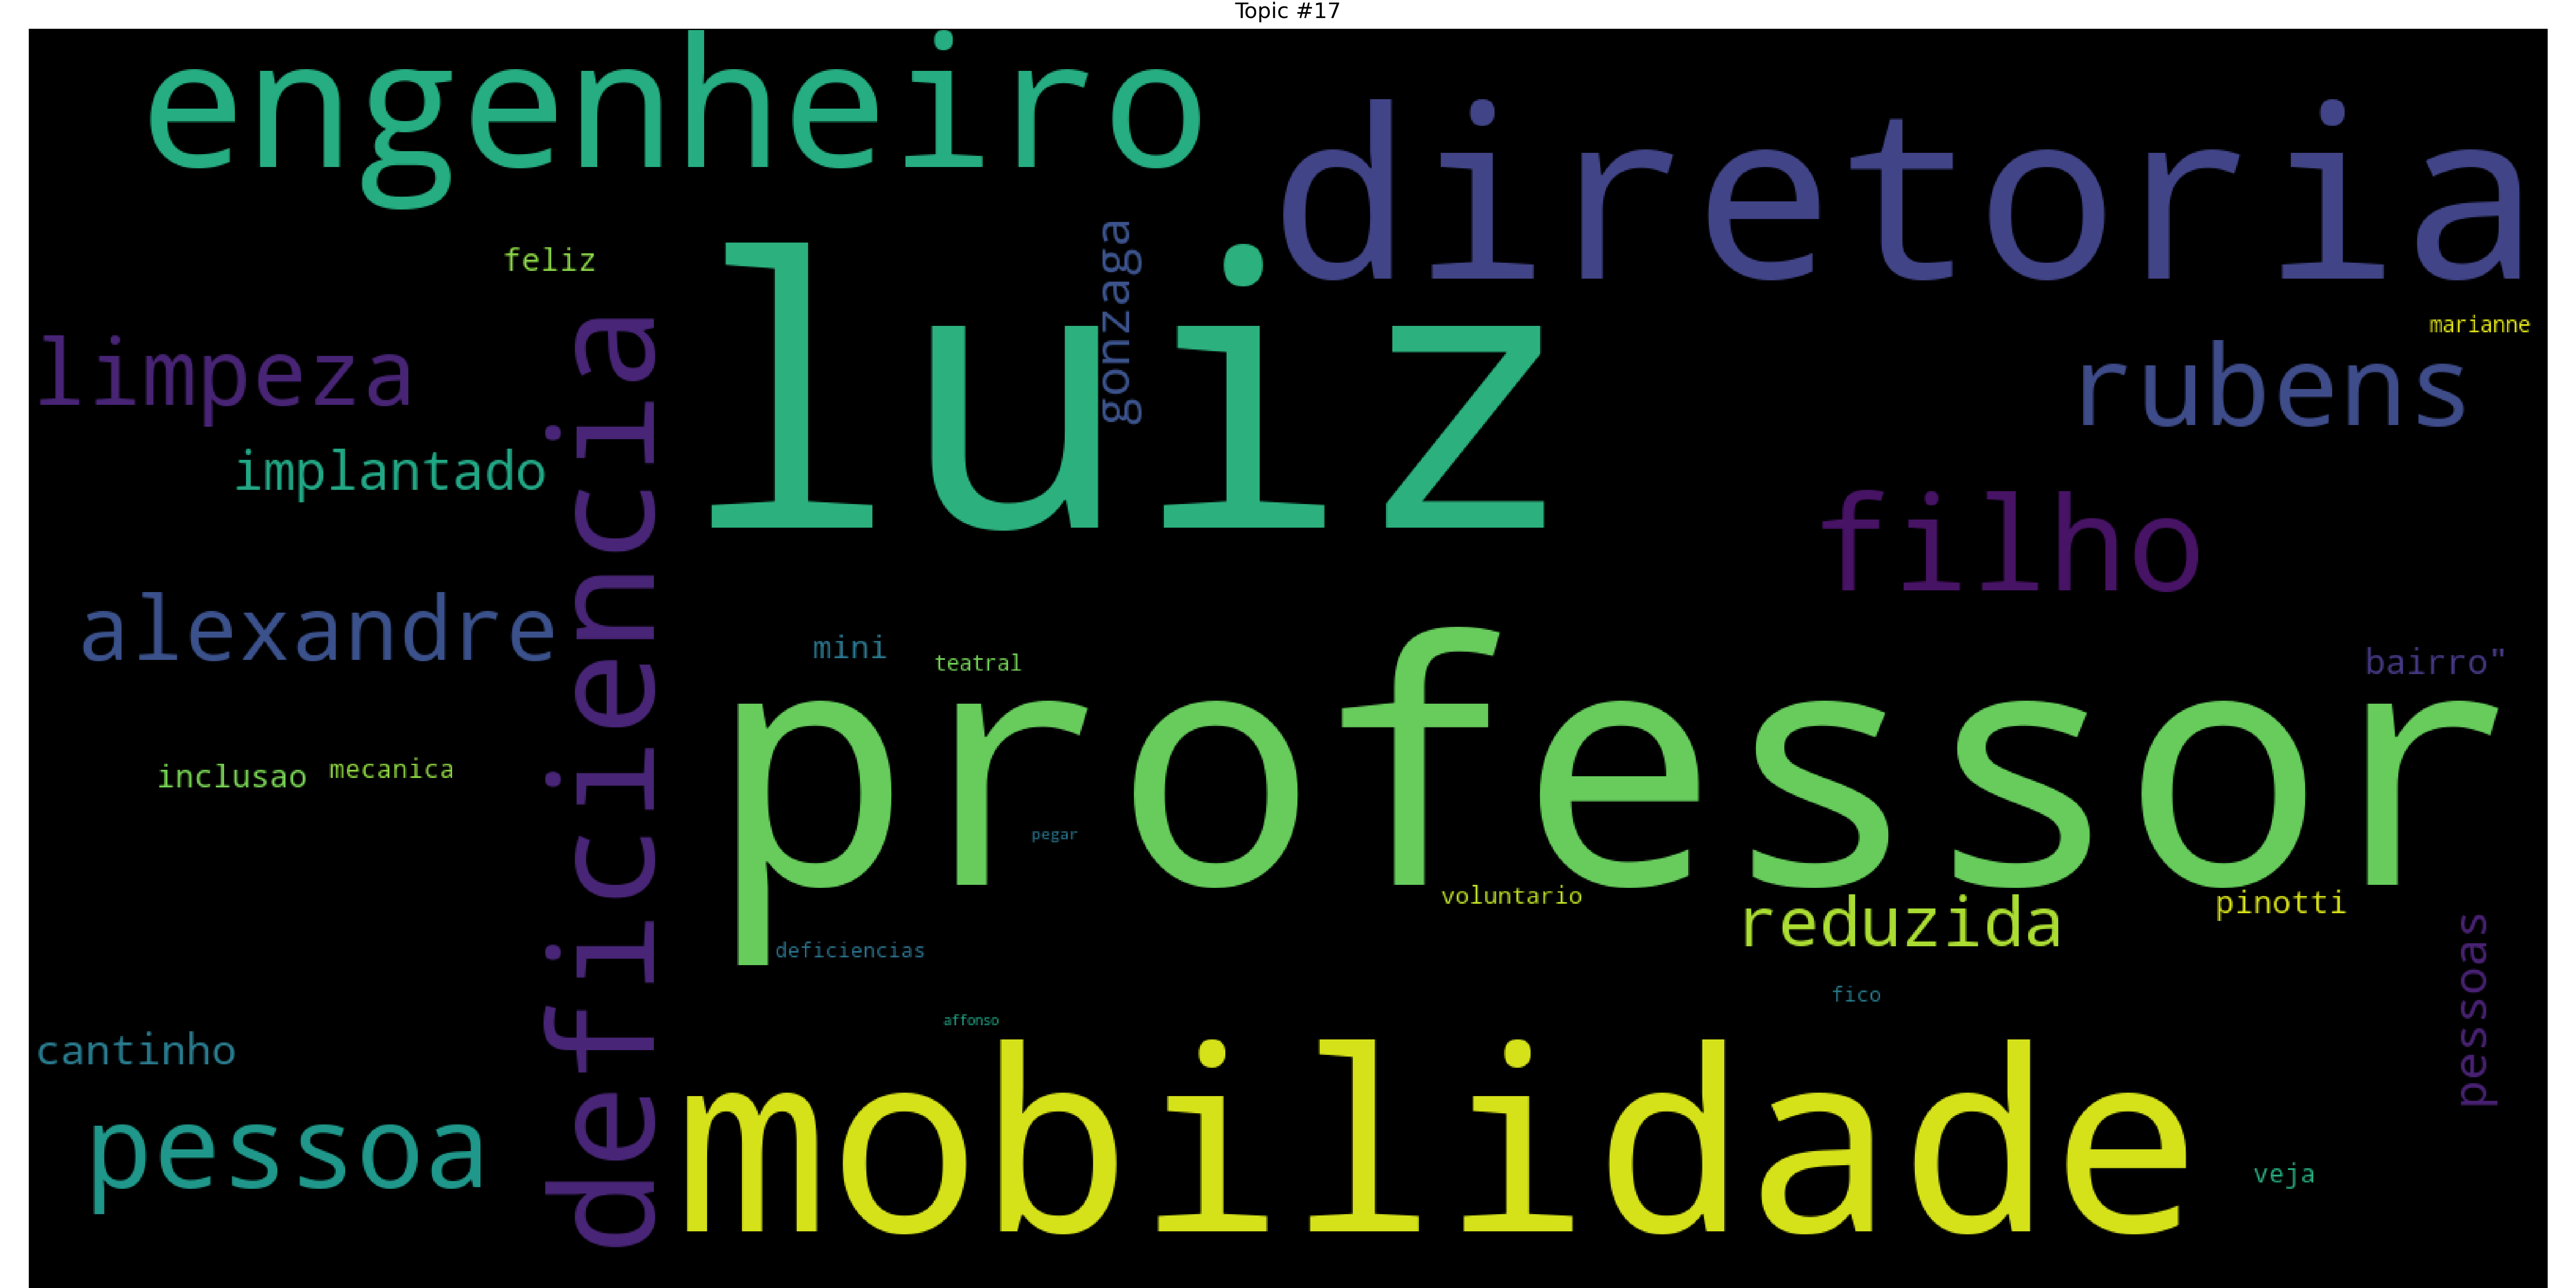 Topic #17
engenheiro
diretoria
feliz
gonzaga
luiz
marianne
limpeza
rubens
implantado
deficiencia
filho
alexandre
mini
teatral
bairro"
professor
inclusao
mecanica
pegar
voluntario
reduzida
pinotti
deficiencias
pessoas
fico
affonso
cantinho
mobilidade
pessoa
veja